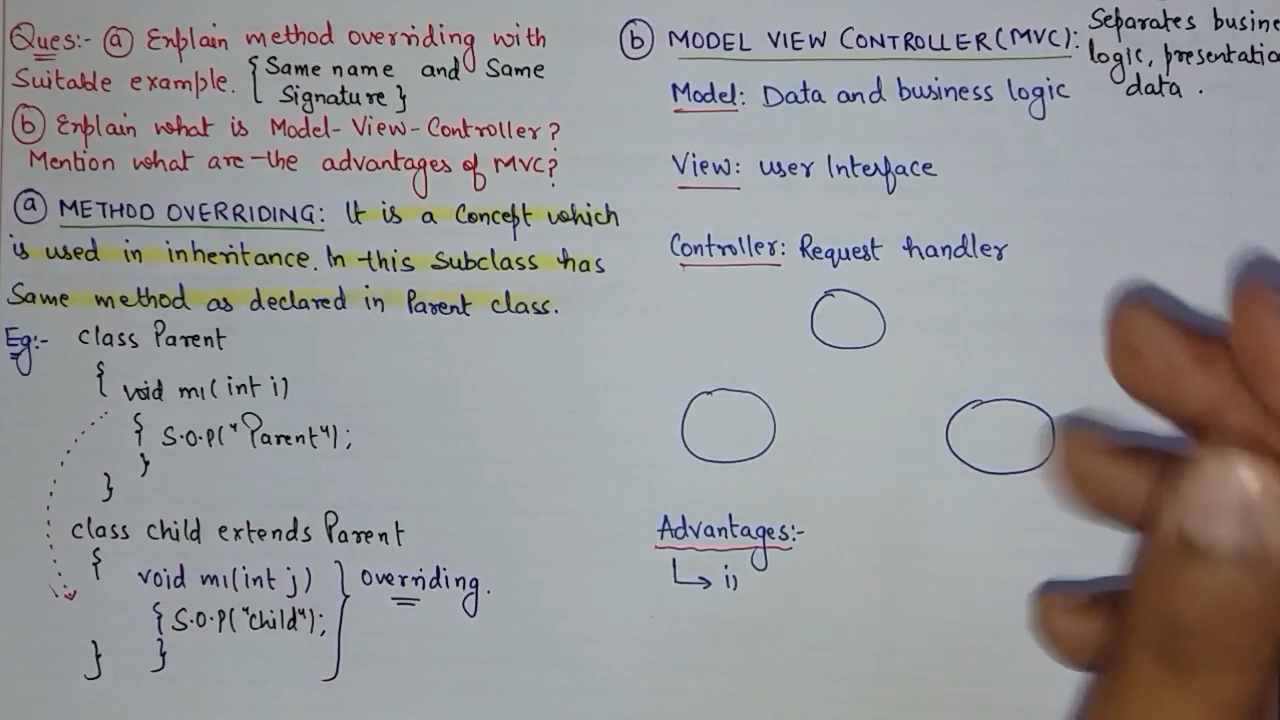 Ques:- (a) Explain method overriding with
Suitable example. { Same name and Same
Signature }
(b) Explain what is Model-View-Controller?
Mention what are the advantages of MVC?
(a) METHOD OVERRIDING: It is a concept which
is used in inheritance. In this subclass has
Same method as declared in Parent class.
Eg:- class Parent
{ void m1(int i)
{ S.O.P("Parent");
}
}
class child extends Parent
{
void m1(int j) } overriding.
{ S.O.P("child");
} }
(b) MODEL VIEW CONTROLLER(MVC): Separates busine
logic, presentatio
data.
Model: Data and business logic
View: user Interface
Controller: Request handler
Advantages:-
↳ i)